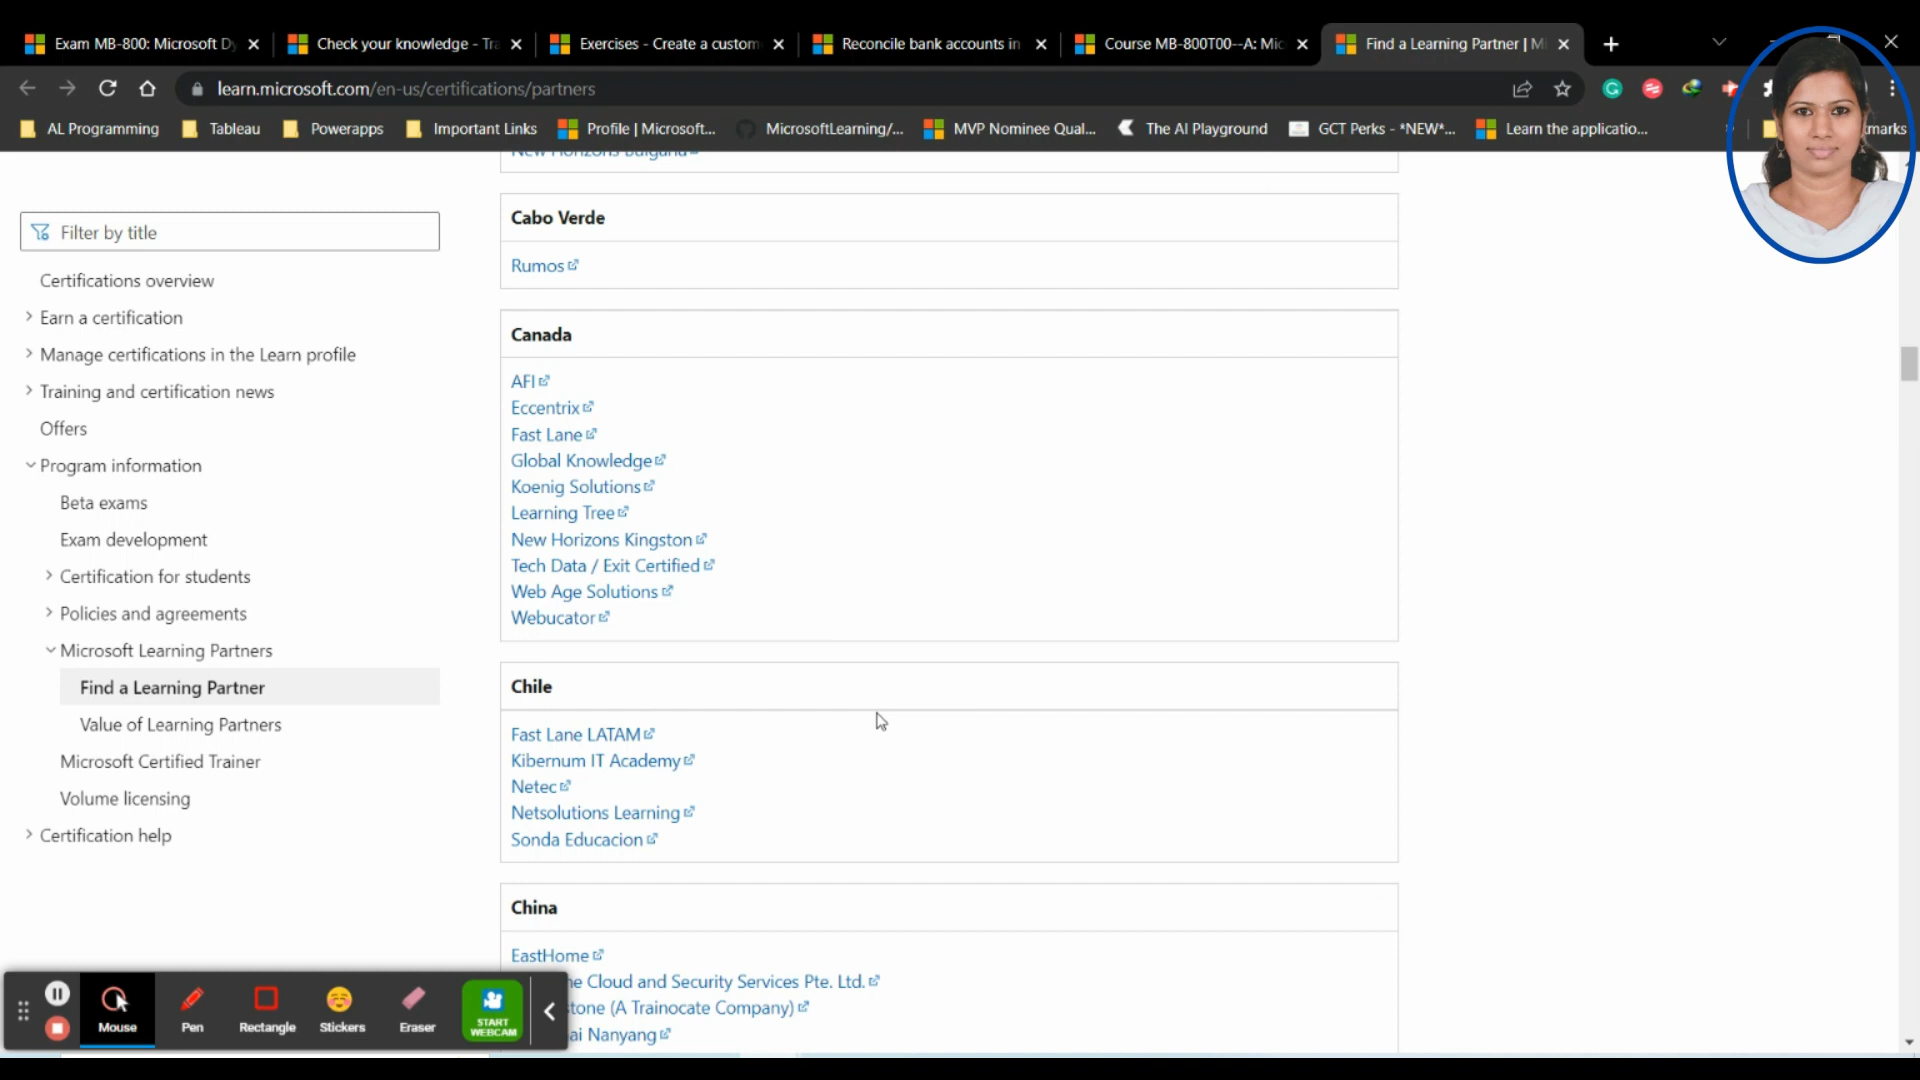 Exam MB-800: Microsoft Dy
Check your knowledge - Tra
Exercises - Create a custom
Reconcile bank accounts in
Course MB-800T00--A: Mic
Find a Learning Partner | Mi
learn.microsoft.com/en-us/certifications/partners
AL Programming
Tableau
Powerapps
Important Links
Profile | Microsoft...
MicrosoftLearning/...
MVP Nominee Qual...
The AI Playground
GCT Perks - *NEW*...
Learn the applicatio...
»
kmarks
New Horizons Bulgaria
Filter by title
Certifications overview
Earn a certification
Manage certifications in the Learn profile
Training and certification news
Offers
Program information
Beta exams
Exam development
Certification for students
Policies and agreements
Microsoft Learning Partners
Find a Learning Partner
Value of Learning Partners
Microsoft Certified Trainer
Volume licensing
Certification help
Cabo Verde
Rumos
Canada
AFI
Eccentrix
Fast Lane
Global Knowledge
Koenig Solutions
Learning Tree
New Horizons Kingston
Tech Data / Exit Certified
Web Age Solutions
Webucator
Chile
Fast Lane LATAM
Kibernum IT Academy
Netec
Netsolutions Learning
Sonda Educacion
China
EastHome
ne Cloud and Security Services Pte. Ltd.
tone (A Trainocate Company)
ai Nanyang
Mouse
Pen
Rectangle
Stickers
Eraser
START
WEBCAM